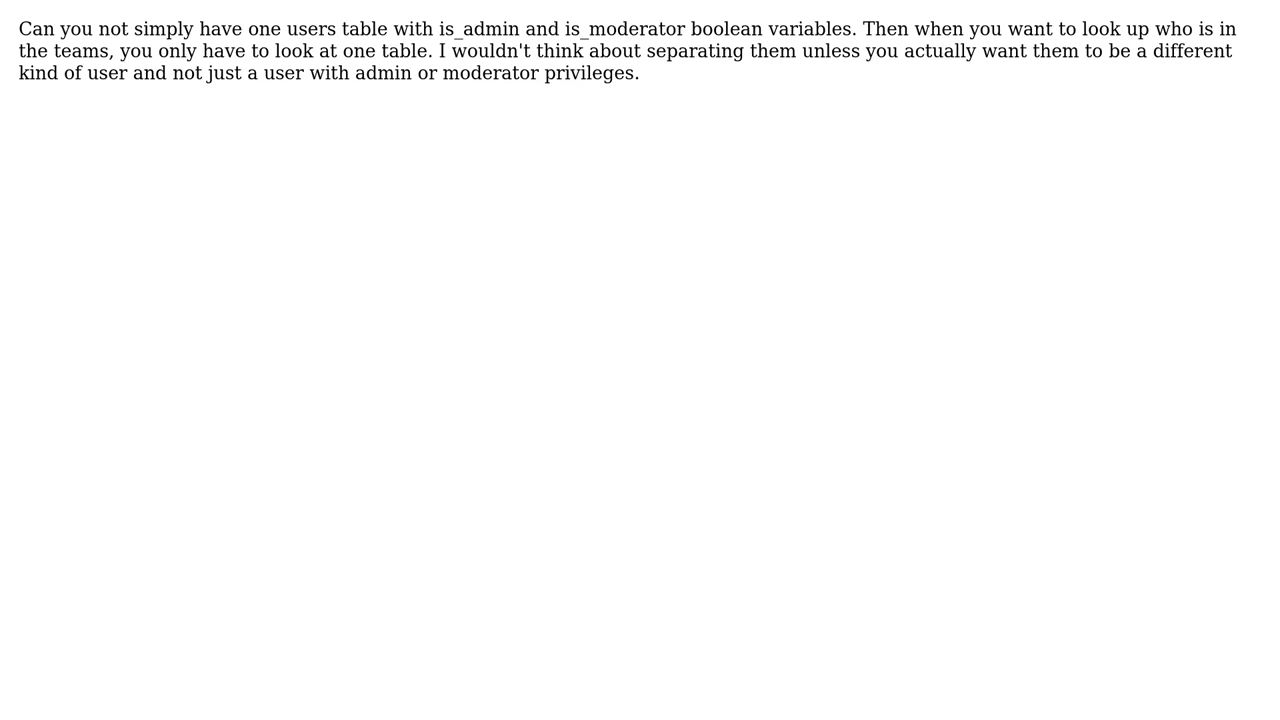 Can you not simply have one users table with is_admin and is_moderator boolean variables. Then when you want to look up who is in
the teams, you only have to look at one table. I wouldn't think about separating them unless you actually want them to be a different
kind of user and not just a user with admin or moderator privileges.